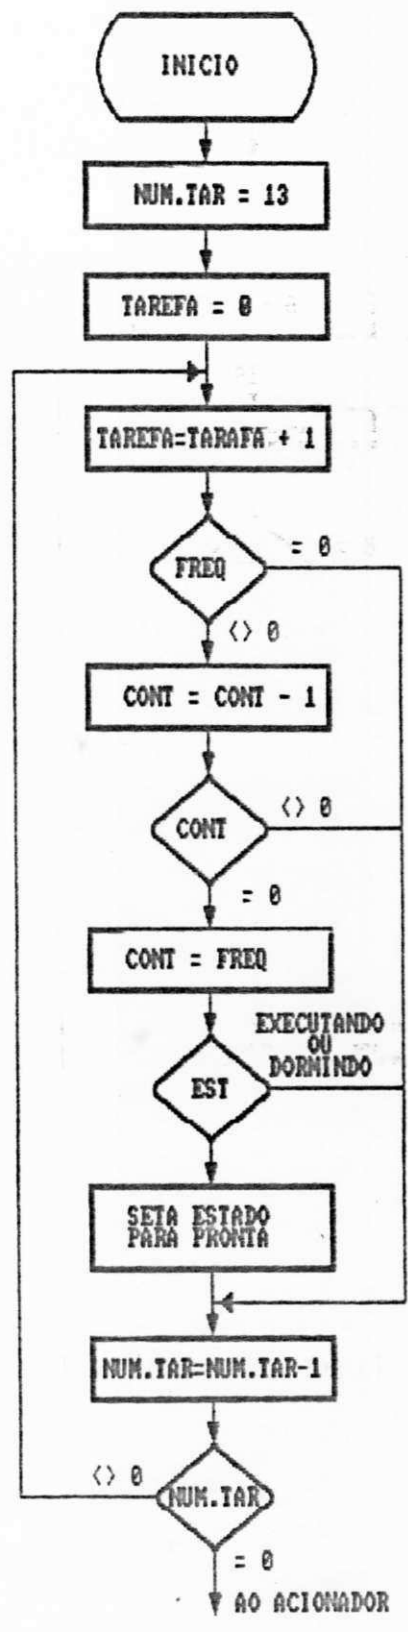 INICIO
NUM.TAR = 13
TAREFA = 0
TAREFA=TARAFA + 1
= 0
FREQ
<> 0
CONT = CONT - 1
<> 0
CONT
= 0
CONT = FREQ
EXECUTANDO
OU
DORMINDO
EST
SETA ESTADO
PARA PRONTA
NUM.TAR=NUM.TAR-1
<> 0
NUM.TAR
= 0
AO ACIONADOR